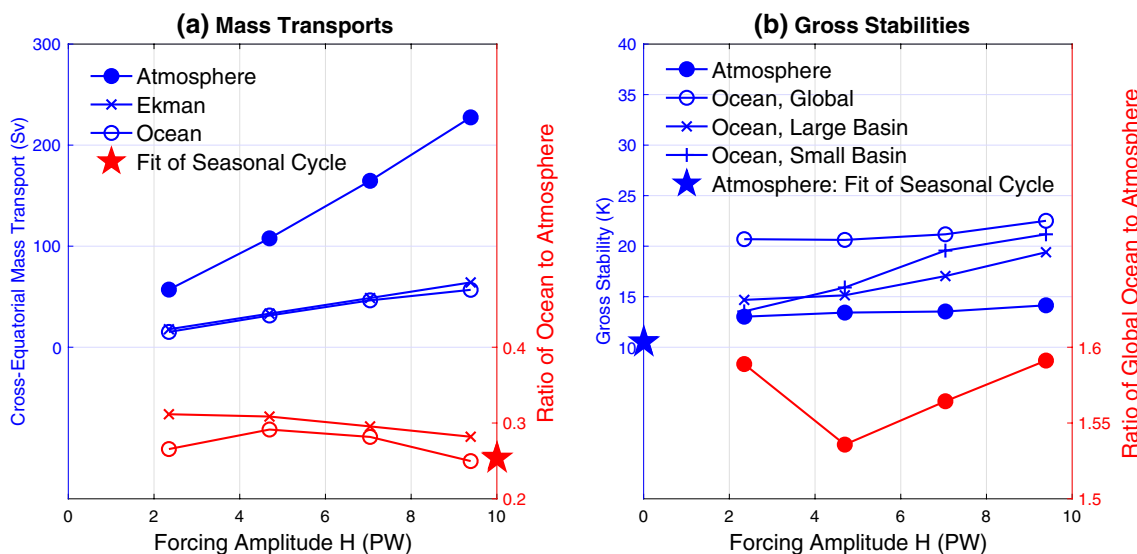 (a) Mass Transports
300
200
100
0
Cross-Equatorial Mass Transport (Sv)
Atmosphere
Ekman
Ocean
Fit of Seasonal Cycle
0.4
0.3
0.2
Ratio of Ocean to Atmosphere
0 2 4 6 8 10
Forcing Amplitude H (PW)
(b) Gross Stabilities
40
35
30
25
20
15
10
Gross Stability (K)
Atmosphere
Ocean, Global
Ocean, Large Basin
Ocean, Small Basin
Atmosphere: Fit of Seasonal Cycle
1.6
1.55
1.5
Ratio of Global Ocean to Atmosphere
0 2 4 6 8 10
Forcing Amplitude H (PW)